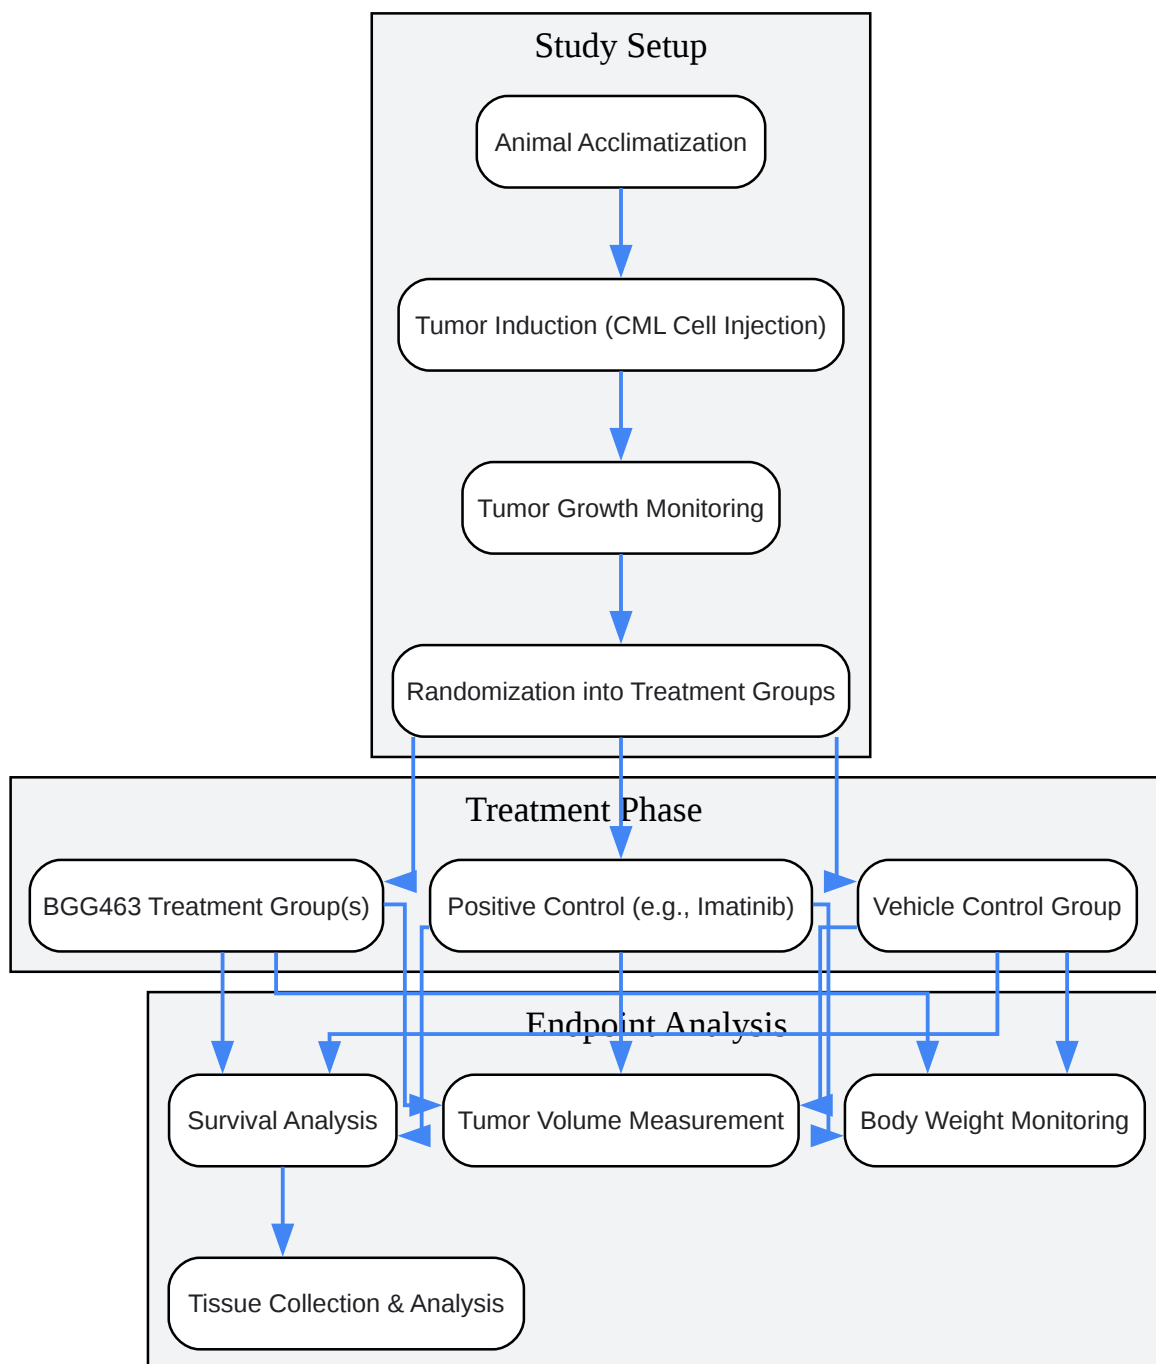 Study Setup
Animal Acclimatization
Tumor Induction (CML Cell Injection)
Tumor Growth Monitoring
Randomization into Treatment Groups
Treatment Phase
BGG463 Treatment Group(s)
Positive Control (e.g., Imatinib)
Vehicle Control Group
Endpoint Analysis
Survival Analysis
Tumor Volume Measurement
Body Weight Monitoring
Tissue Collection & Analysis